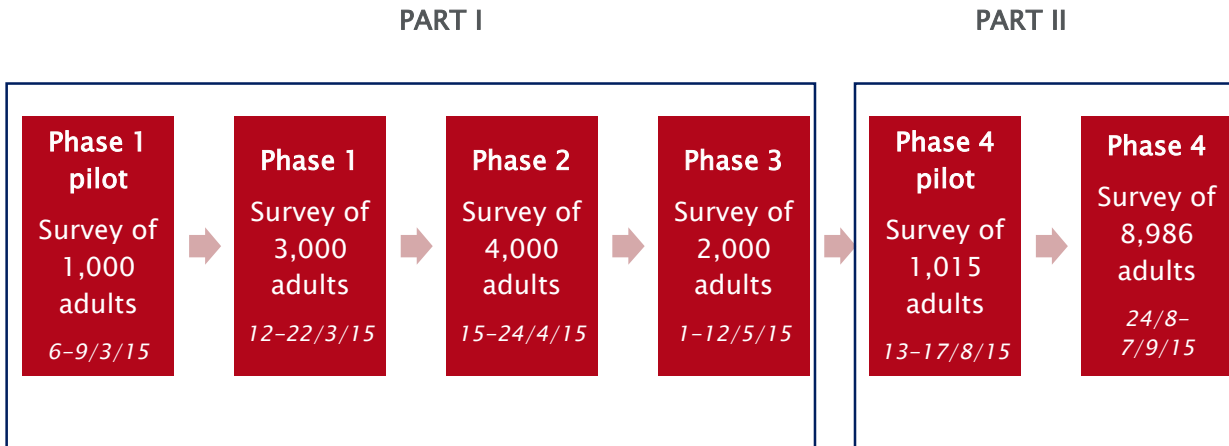 PART I
PART II
Phase 1
pilot
Survey of
1,000
adults
6–9/3/15
Phase 1
Survey of
3,000
adults
12–22/3/15
Phase 2
Survey of
4,000
adults
15–24/4/15
Phase 3
Survey of
2,000
adults
1–12/5/15
Phase 4
pilot
Survey of
1,015
adults
13–17/8/15
Phase 4
Survey of
8,986
adults
24/8–
7/9/15